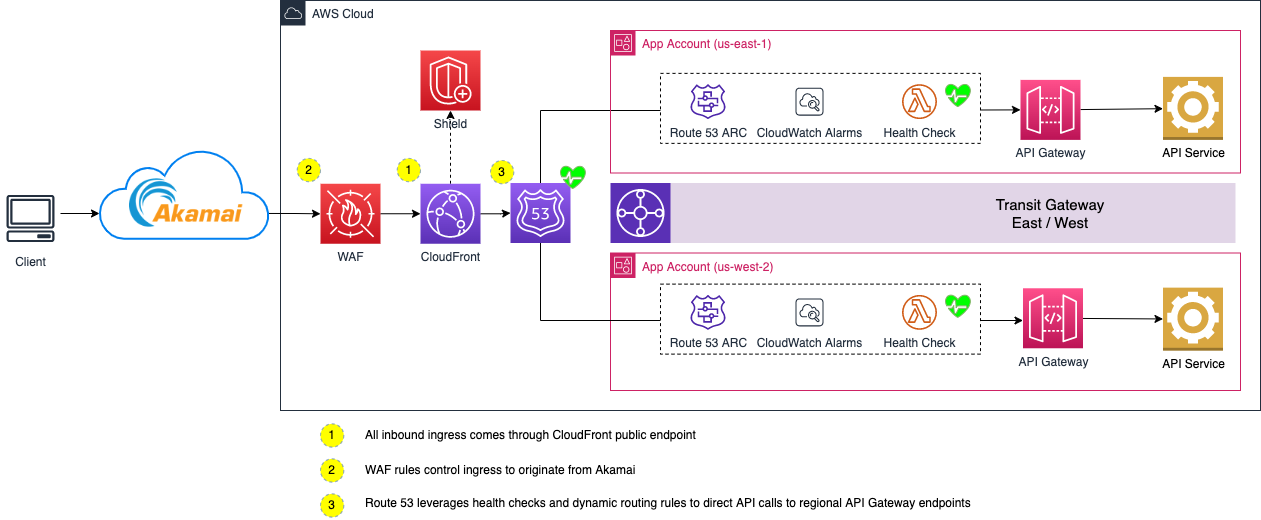 AWS Cloud
App Account (us-east-1)
Shield
Route 53 ARC
CloudWatch Alarms
Health Check
API Gateway
API Service
2
1
3
Akamai
53
Client
WAF
CloudFront
Transit Gateway
East / West
App Account (us-west-2)
Route 53 ARC
CloudWatch Alarms
Health Check
API Gateway
API Service
1
All inbound ingress comes through CloudFront public endpoint
2
WAF rules control ingress to originate from Akamai
3
Route 53 leverages health checks and dynamic routing rules to direct API calls to regional API Gateway endpoints